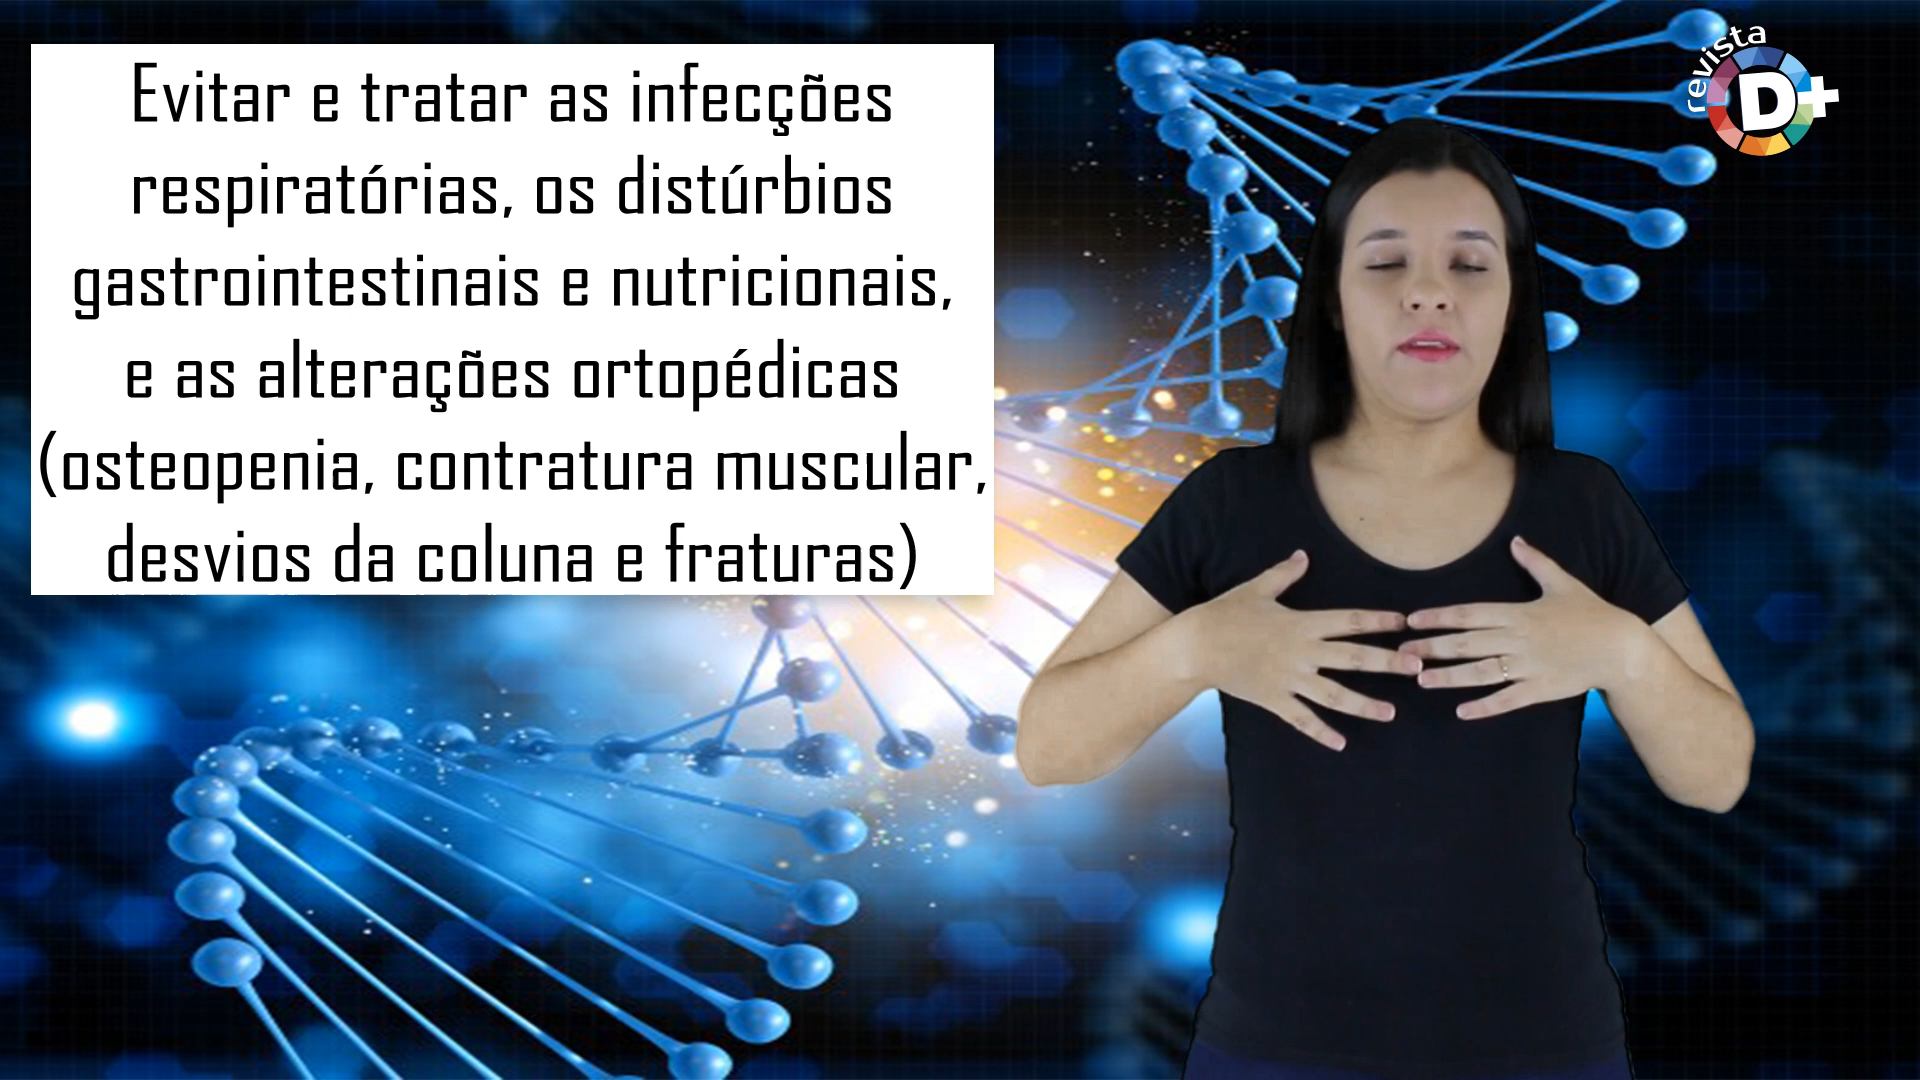 Evitar e tratar as infecções
respiratórias, os distúrbios
gastrointestinais e nutricionais,
e as alterações ortopédicas
(osteopenia, contratura muscular,
desvios da coluna e fraturas)
revista
D+